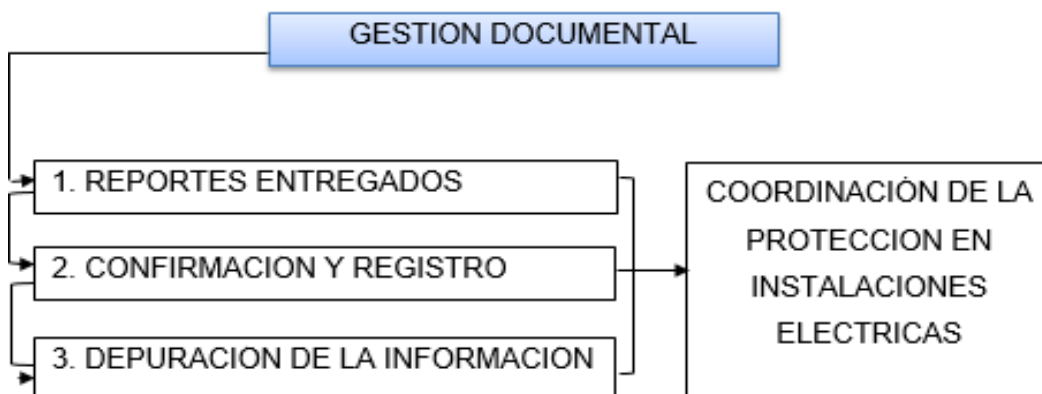 GESTION DOCUMENTAL
1. REPORTES ENTREGADOS
2. CONFIRMACION Y REGISTRO
3. DEPURACION DE LA INFORMACION
COORDINACIÓN DE LA
PROTECCION EN
INSTALACIONES
ELECTRICAS